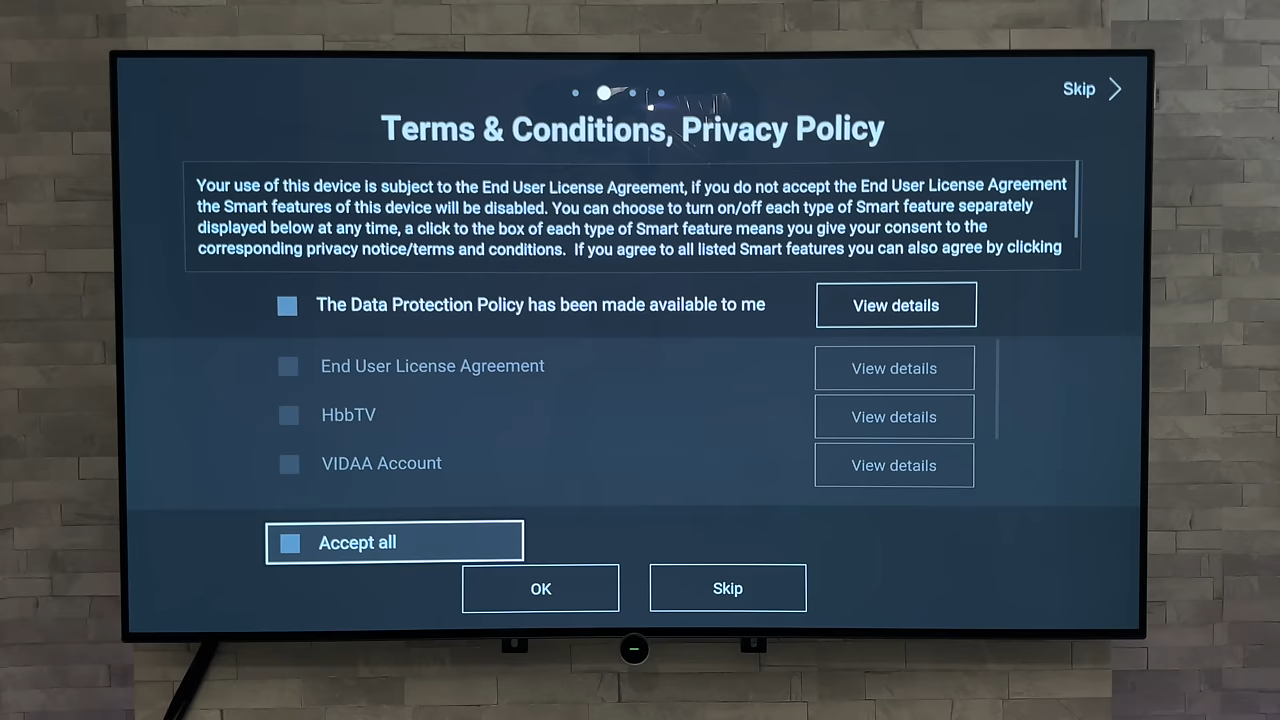 Skip
Terms & Conditions, Privacy Policy
Your use of this device is subject to the End User License Agreement, if you do not accept the End User License Agreement
the Smart features of this device will be disabled. You can choose to turn on/off each type of Smart feature separately
displayed below at any time, a click to the box of each type of Smart feature means you give your consent to the
corresponding privacy notice/terms and conditions. If you agree to all listed Smart features you can also agree by clicking
The Data Protection Policy has been made available to me View details
End User License Agreement View details
HbbTV View details
VIDAA Account View details
Accept all
OK Skip